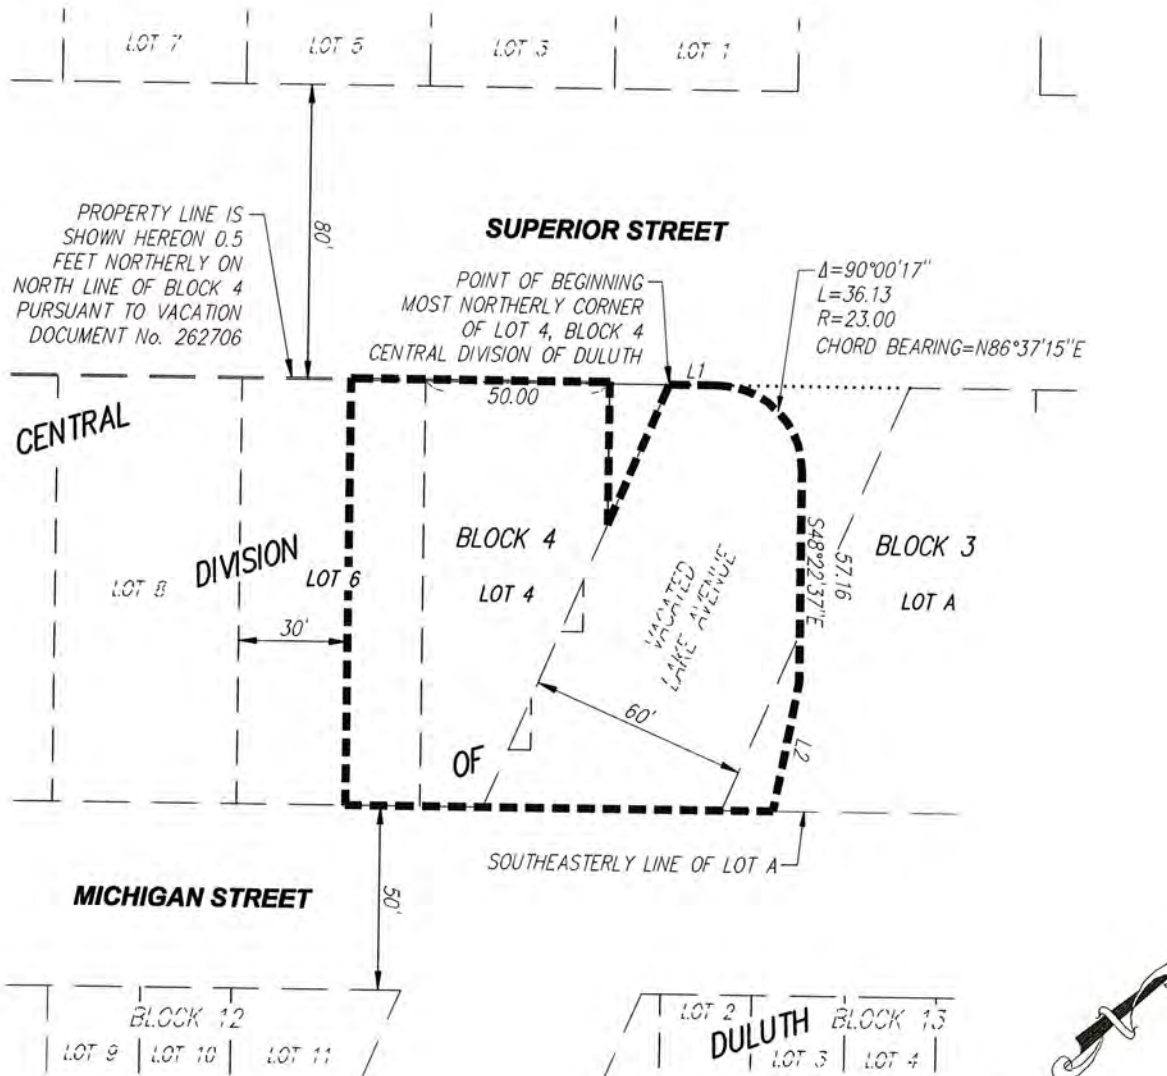 LOT 7
LOT 5
LOT 3
LOT 1
80'
PROPERTY LINE IS
SHOWN HEREON 0.5
FEET NORTHERLY ON
NORTH LINE OF BLOCK 4
PURSUANT TO VACATION
DOCUMENT No. 262706
SUPERIOR STREET
POINT OF BEGINNING
MOST NORTHERLY CORNER
OF LOT 4, BLOCK 4
CENTRAL DIVISION OF DULUTH
Δ=90°00'17"
L=36.13
R=23.00
CHORD BEARING=N86°37'15"E
L1
50.00
CENTRAL
DIVISION
LOT 8
LOT 6
30'
BLOCK 4
LOT 4
VACATED
LAKE AVENUE
57.16
S48°22'37"E
BLOCK 3
LOT A
60'
L2
OF
SOUTHEASTERLY LINE OF LOT A
MICHIGAN STREET
50'
BLOCK 12
LOT 9
LOT 10
LOT 11
DULUTH
BLOCK 13
LOT 2
LOT 3
LOT 4